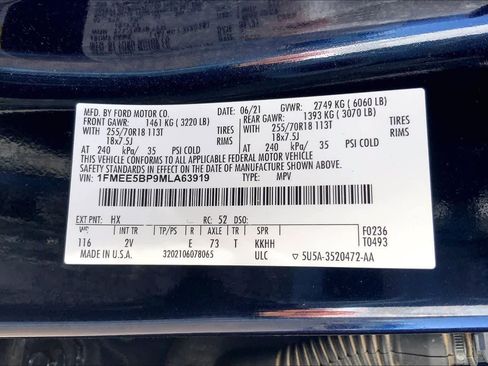 MFD. BY FORD MOTOR CO. 06/21 GVWR: 2749 KG ( 6060 LB)
FRONT GAWR: 1461 KG ( 3220 LB) REAR GAWR: 1393 KG ( 3070 LB)
WITH 255/70R18 113T TIRES WITH 255/70R18 113T TIRES
18x7.5J RIMS 18x7.5J RIMS
AT 240 kPa/ 35 PSI COLD AT 240 kPa/ 35 PSI COLD
THIS VEHICLE CONFORMS TO ALL APPLICABLE FEDERAL MOTOR VEHICLE
SAFETY STANDARDS IN EFFECT ON THE DATE OF MANUFACTURE SHOWN ABOVE.
VIN: 1FMEE5BP9MLA63919 TYPE: MPV
EXT PNT: HX RC: 52 DSO: F0236
WB INT TR TP/PS R AXLE TR SPR T0493
116 2V E 73 T KKHH
MADE IN U.S.A. 3202106078065 ULC ▽ 5U5A-3520472-AA